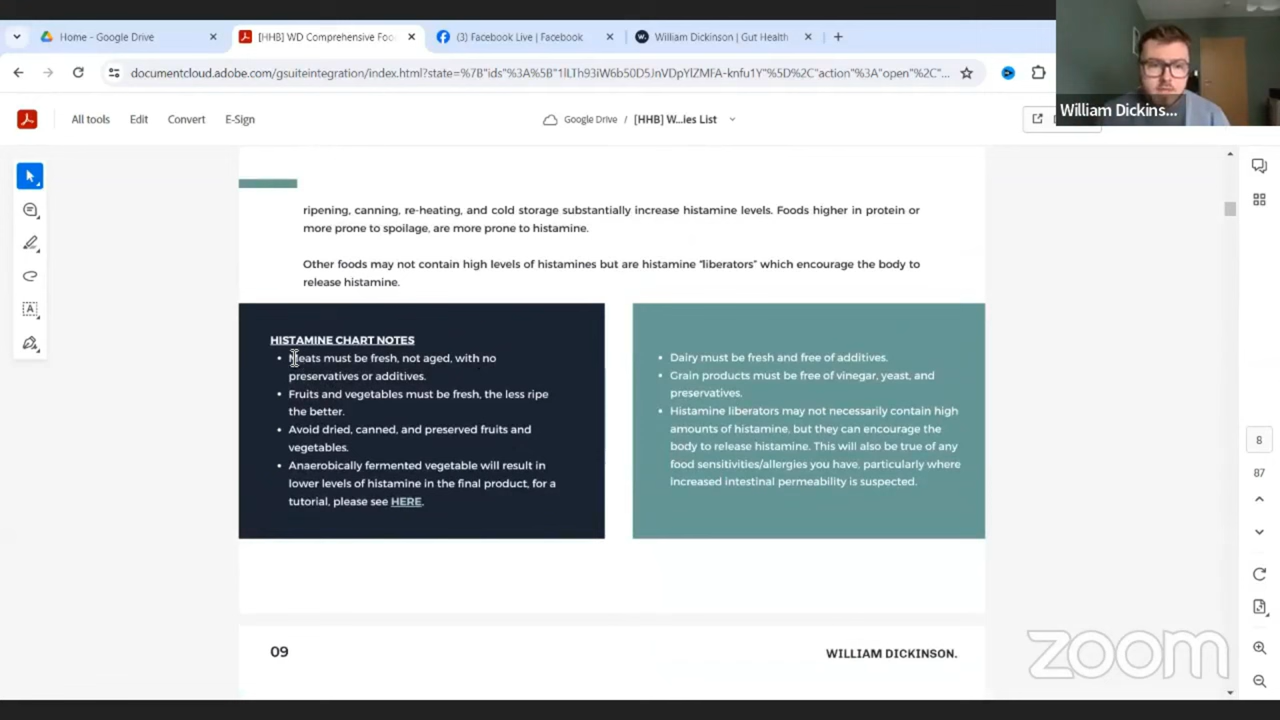 Home - Google Drive
[HHB] WD Comprehensive Foo
(3) Facebook Live | Facebook
William Dickinson | Gut Health
documentcloud.adobe.com/gsuiteintegration/index.html?state=%7B"ids"%3A%5B"1lLTh93iW6b50D5JnVDpYlZMFA-knfu1Y"%5D%2C"action"%3A"open"%2C"...
William Dickins...
All tools
Edit
Convert
E-Sign
Google Drive / [HHB] W...ies List
ripening, canning, re-heating, and cold storage substantially increase histamine levels. Foods higher in protein or
more prone to spoilage, are more prone to histamine.
Other foods may not contain high levels of histamines but are histamine "liberators" which encourage the body to
release histamine.
HISTAMINE CHART NOTES
• Meats must be fresh, not aged, with no
preservatives or additives.
• Fruits and vegetables must be fresh, the less ripe
the better.
• Avoid dried, canned, and preserved fruits and
vegetables.
• Anaerobically fermented vegetable will result in
lower levels of histamine in the final product, for a
tutorial, please see HERE.
• Dairy must be fresh and free of additives.
• Grain products must be free of vinegar, yeast, and
preservatives.
• Histamine liberators may not necessarily contain high
amounts of histamine, but they can encourage the
body to release histamine. This will also be true of any
food sensitivities/allergies you have, particularly where
increased intestinal permeability is suspected.
8
87
09
WILLIAM DICKINSON.
zoom